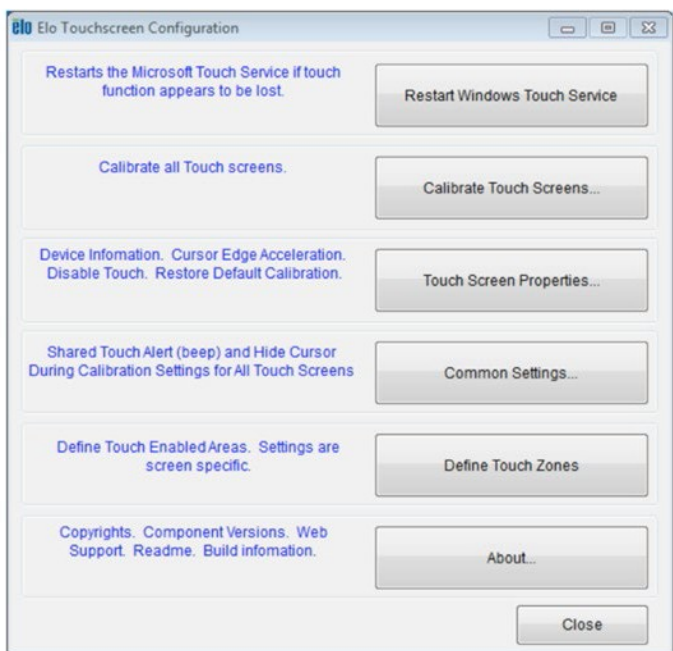 elo Elo Touchscreen Configuration
Restarts the Microsoft Touch Service if touch
function appears to be lost.
Restart Windows Touch Service
Calibrate all Touch screens.
Calibrate Touch Screens...
Device Infomation. Cursor Edge Acceleration.
Disable Touch. Restore Default Calibration.
Touch Screen Properties...
Shared Touch Alert (beep) and Hide Cursor
During Calibration Settings for All Touch Screens
Common Settings...
Define Touch Enabled Areas. Settings are
screen specific.
Define Touch Zones
Copyrights. Component Versions. Web
Support. Readme. Build infomation.
About...
Close